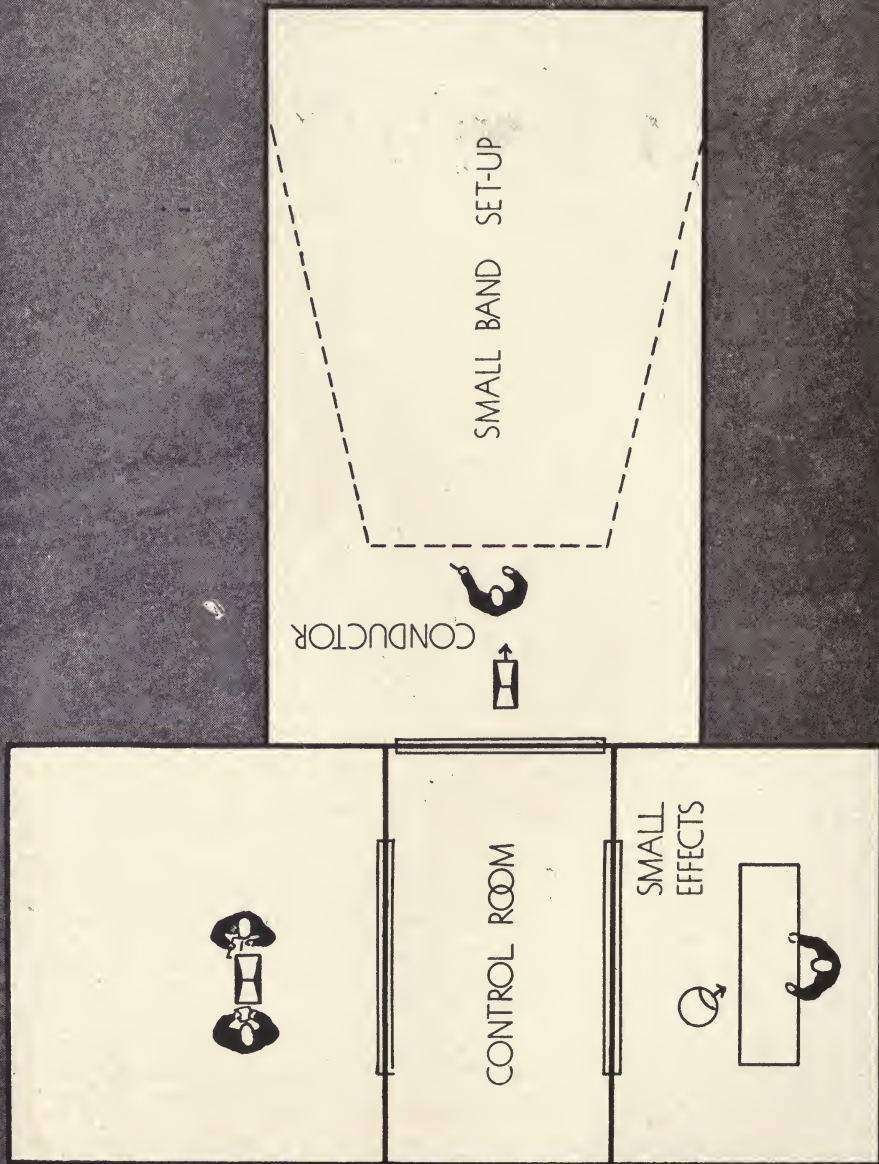 SMALL BAND SET-UP
CONDUCTOR
CONTROL ROOM
SMALL
EFFECTS